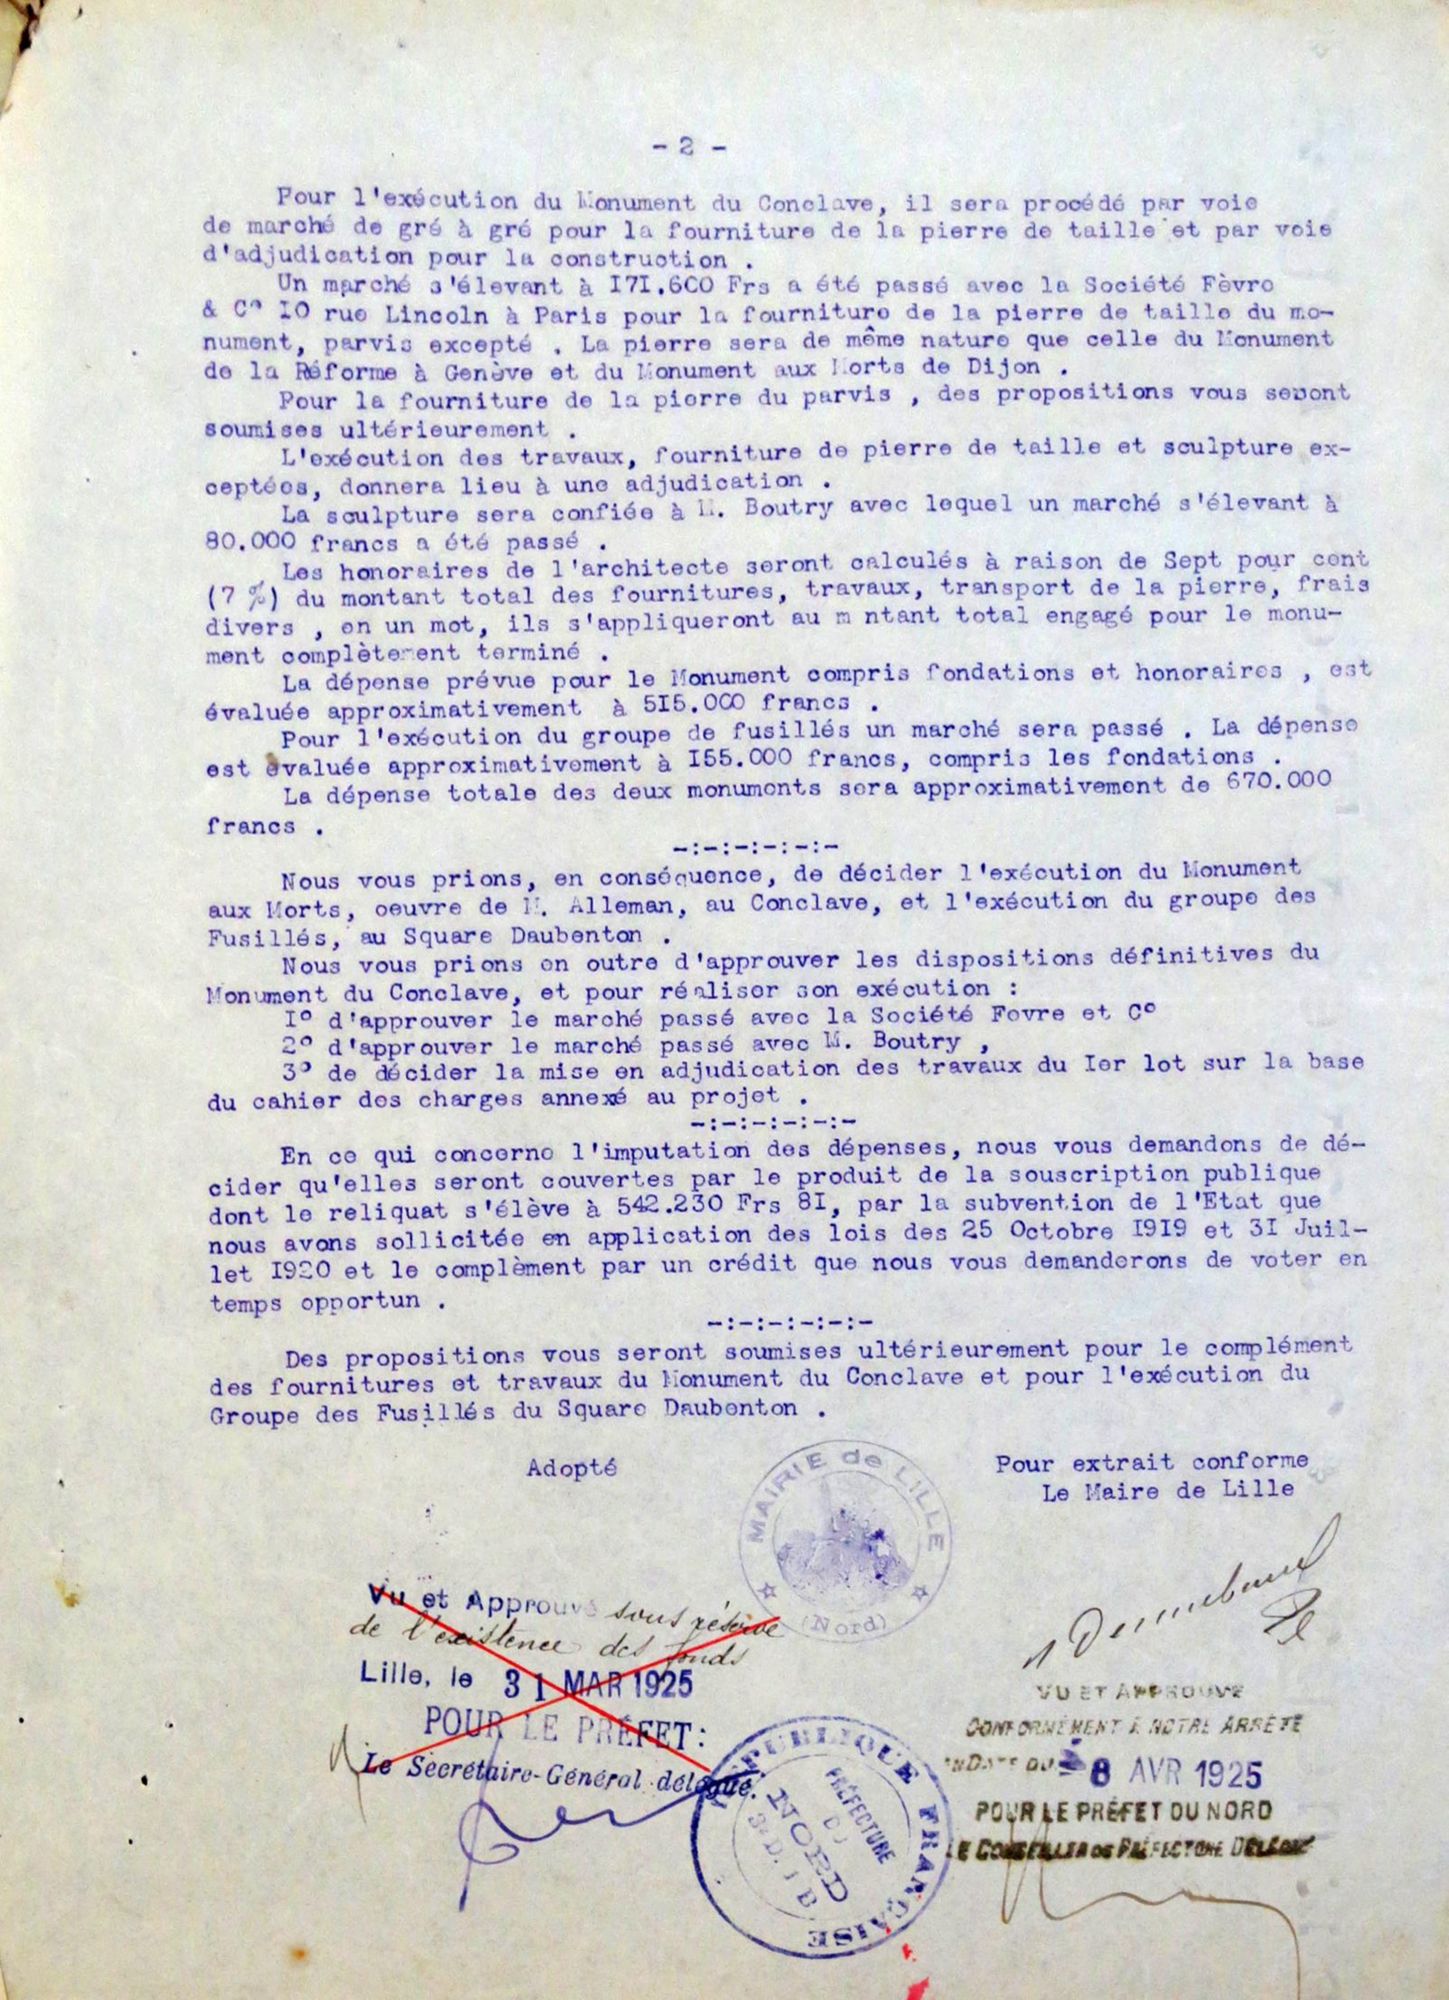 - 2 -
Pour l'exécution du Monument du Conclave, il sera procédé par voie
de marché de gré à gré pour la fourniture de la pierre de taille et par voie
d'adjudication pour la construction .
Un marché s'élevant à I7I.600 Frs a été passé avec la Société Fèvre
& C° I0 rue Lincoln à Paris pour la fourniture de la pierre de taille du mo-
nument, parvis excepté . La pierre sera de même nature que celle du Monument
de la Réforme à Genève et du Monument aux Morts de Dijon .
Pour la fourniture de la pierre du parvis , des propositions vous seront
soumises ultérieurement .
L'exécution des travaux, fourniture de pierre de taille et sculpture ex-
ceptées, donnera lieu à une adjudication .
La sculpture sera confiée à M. Boutry avec lequel un marché s'élevant à
80.000 francs a été passé .
Les honoraires de l'architecte seront calculés à raison de Sept pour cent
(7 %) du montant total des fournitures, travaux, transport de la pierre, frais
divers , en un mot, ils s'appliqueront au m ntant total engagé pour le monu-
ment complètement terminé .
La dépense prévue pour le Monument compris fondations et honoraires , est
évaluée approximativement à 5I5.000 francs .
Pour l'exécution du groupe de fusillés un marché sera passé . La dépense
est évaluée approximativement à I55.000 francs, compris les fondations .
La dépense totale des deux monuments sera approximativement de 670.000
francs .
-:-:-:-:-:-
Nous vous prions, en conséquence, de décider l'exécution du Monument
aux Morts, oeuvre de M. Alleman, au Conclave, et l'exécution du groupe des
Fusillés, au Square Daubenton .
Nous vous prions en outre d'approuver les dispositions définitives du
Monument du Conclave, et pour réaliser son exécution :
I° d'approuver le marché passé avec la Société Fevre et C°
2° d'approuver le marché passé avec M. Boutry ,
3° de décider la mise en adjudication des travaux du Ier lot sur la base
du cahier des charges annexé au projet .
-:-:-:-:-:-
En ce qui concerne l'imputation des dépenses, nous vous demandons de dé-
cider qu'elles seront couvertes par le produit de la souscription publique
dont le reliquat s'élève à 542.230 Frs 8I, par la subvention de l'Etat que
nous avons sollicitée en application des lois des 25 Octobre I9I9 et 3I Juil-
let I920 et le complèment par un crédit que nous vous demanderons de voter en
temps opportun .
-:-:-:-:-:-
Des propositions vous seront soumises ultérieurement pour le complément
des fournitures et travaux du Monument du Conclave et pour l'exécution du
Groupe des Fusillés du Square Daubenton .
Adopté
Pour extrait conforme
Le Maire de Lille
MAIRIE de LILLE
(Nord)
Vu et Approuvé sous réserve
de l'existence des fonds
Lille, le 31 MAR 1925
POUR LE PRÉFET:
Le Secrétaire-Général délégué.
RÉPUBLIQUE FRANÇAISE
PRÉFECTURE
DU
NORD
VU ET APPROUVÉ
CONFORMÉMENT À NOTRE ARRÊTÉ
EN DATE DU 8 AVR 1925
POUR LE PRÉFET DU NORD
LE CONSEILLER DE PRÉFECTURE DÉLÉGUÉ